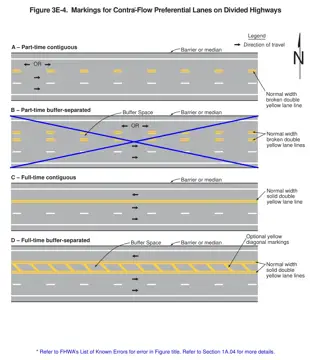 Figure 3E-4. Markings for Contra-Flow Preferential Lanes on Divided Highways
Legend
Direction of travel
N
A – Part-time contiguous
Barrier or median
OR
Normal width
broken double
yellow lane line
B – Part-time buffer-separated
Buffer Space
Barrier or median
OR
Normal width
broken double
yellow lane lines
C – Full-time contiguous
Barrier or median
Normal width
solid double
yellow lane line
D – Full-time buffer-separated
Buffer Space
Barrier or median
Optional yellow
diagonal markings
Normal width
solid double
yellow lane lines
* Refer to FHWA's List of Known Errors for error in Figure title. Refer to Section 1A.04 for more details.